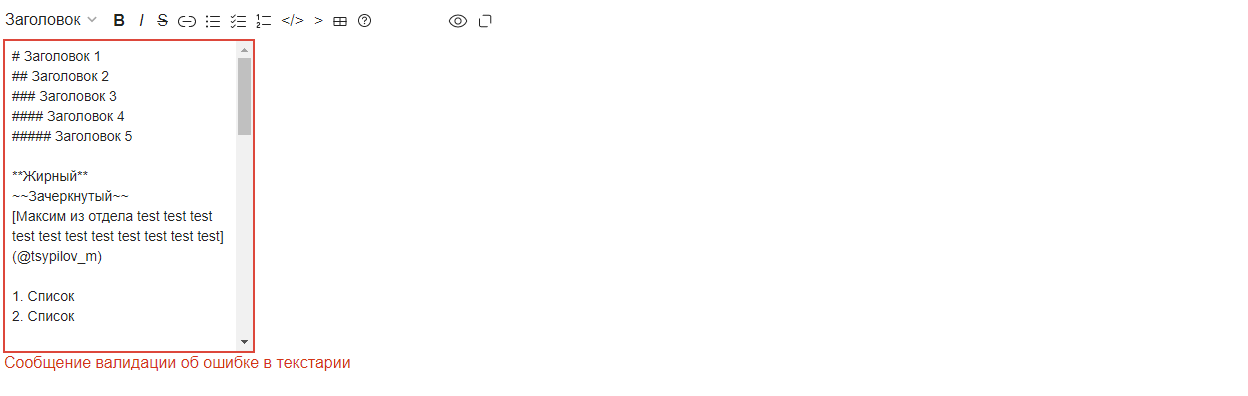 Заголовок B I S </> >
# Заголовок 1
## Заголовок 2
### Заголовок 3
#### Заголовок 4
##### Заголовок 5
**Жирный**
~~Зачеркнутый~~
[Максим из отдела test test test
test test test test test test test test]
(@tsypilov_m)
1. Список
2. Список
Сообщение валидации об ошибке в текстарии